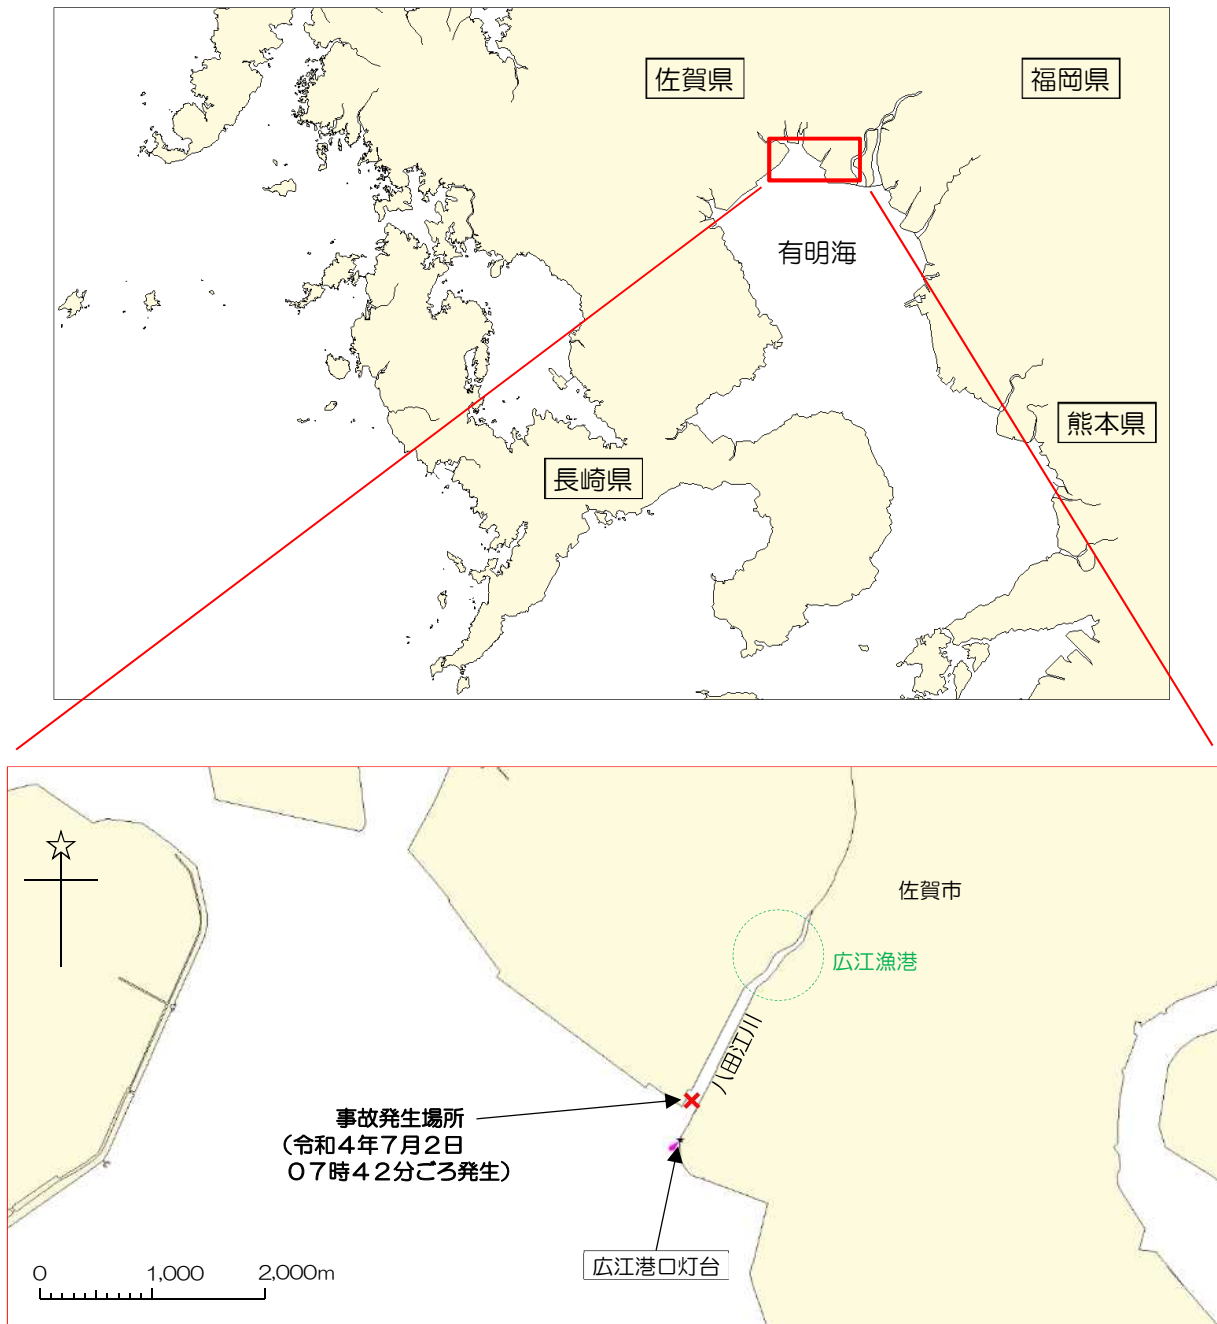 佐賀県
福岡県
有明海
熊本県
長崎県
佐賀市
広江漁港
八田江川
事故発生場所
（令和４年７月２日
０７時４２分ごろ発生）
広江港口灯台
0 1,000 2,000m